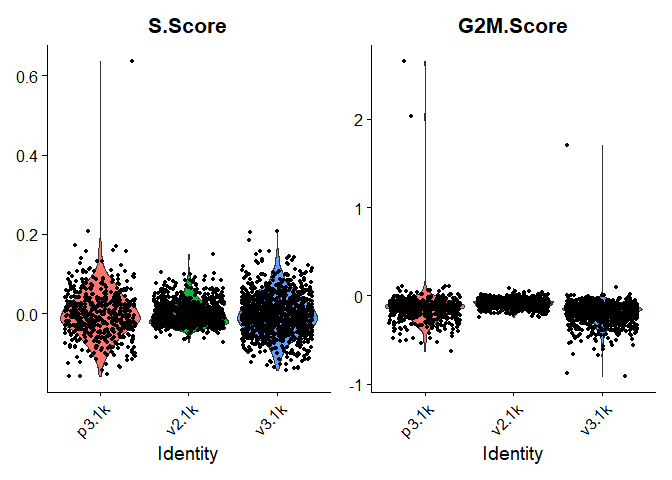 S.Score
0.6
0.4
0.2
0.0
p3.1k
v2.1k
v3.1k
Identity
G2M.Score
2
1
0
-1
p3.1k
v2.1k
v3.1k
Identity